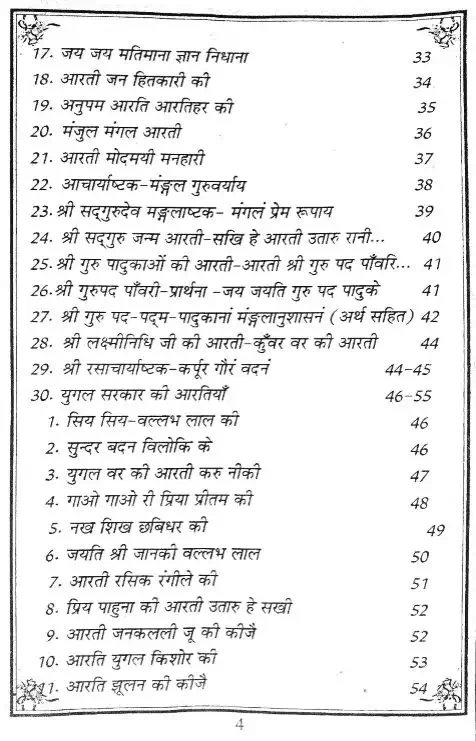 17. जय जय मतिमाना ज्ञान निधाना 33
18. आरती जन हितकारी की 34
19. अनुपम आरति आरतिहर की 35
20. मंजुल मंगल आरती 36
21. आरती मोदमयी मनहारी 37
22. आचार्याष्टक-मंङ्गल गुरुवर्याय 38
23. श्री सद्‌गुरुदेव मङ्गलाष्टक- मंगलं प्रेम रूपाय 39
24. श्री सद्‌गुरु जन्म आरती-सखि हे आरती उतारु रानी... 40
25. श्री गुरु पादुकाओं की आरती-आरती श्री गुरु पद पाँवरि... 41
26. श्री गुरुपद पाँवरी-प्रार्थना -जय जयति गुरु पद पादुके 41
27. श्री गुरु पद-पद्म-पादुकानां मंङ्गलानुशासनं (अर्थ सहित) 42
28. श्री लक्ष्मीनिधि जी की आरती-कुँवर वर की आरती 44
29. श्री रसाचार्याष्टक-कर्पूर गौरं वदनं 44-45
30. युगल सरकार की आरतियाँ 46-55
1. सिय सिय-वल्लभ लाल की 46
2. सुन्दर बदन विलोकि के 46
3. युगल वर की आरती करु नीकी 47
4. गाओ गाओ री प्रिया प्रीतम की 48
5. नख शिख छबिधर की 49
6. जयति श्री जानकी वल्लभ लाल 50
7. आरती रसिक रंगीले की 51
8. प्रिय पाहुना की आरती उतारु हे सखी 52
9. आरती जनकलली जू की कीजै 52
10. आरति युगल किशोर की 53
11. आरति झूलन की कीजै 54
4